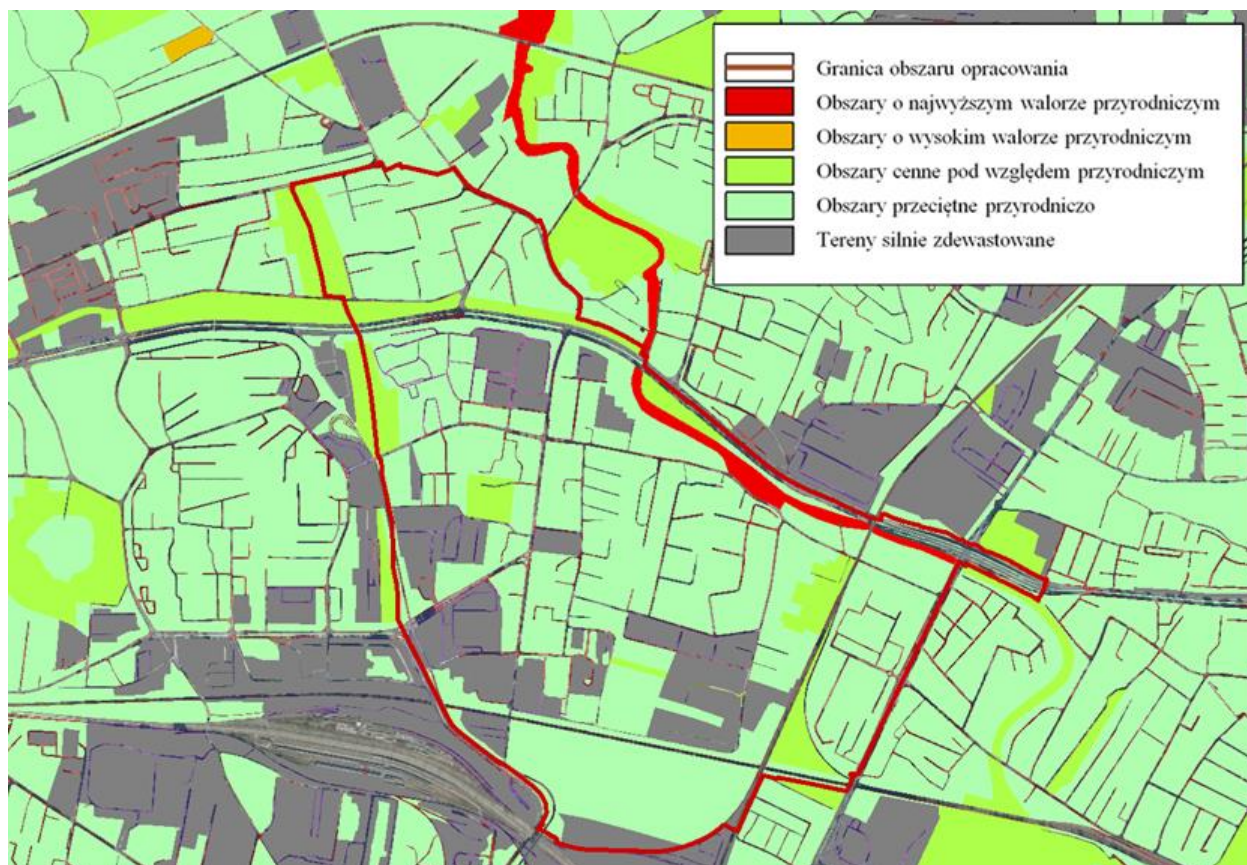 Granica obszaru opracowania
Obszary o najwyższym walorze przyrodniczym
Obszary o wysokim walorze przyrodniczym
Obszary cenne pod względem przyrodniczym
Obszary przeciętne przyrodniczo
Tereny silnie zdewastowane